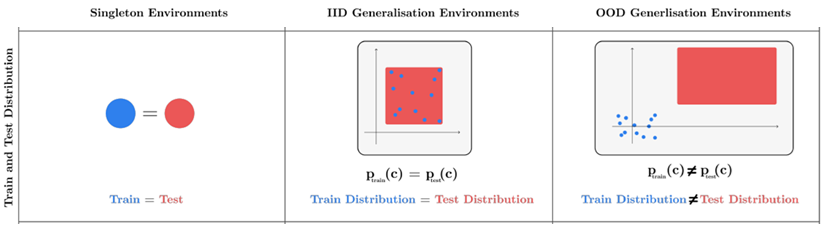 Singleton Environments
IID Generalisation Environments
OOD Generlisation Environments
Train and Test Distribution
=
p_train(c) = p_test(c)
p_train(c) ≠ p_test(c)
Train = Test
Train Distribution = Test Distribution
Train Distribution ≠ Test Distribution